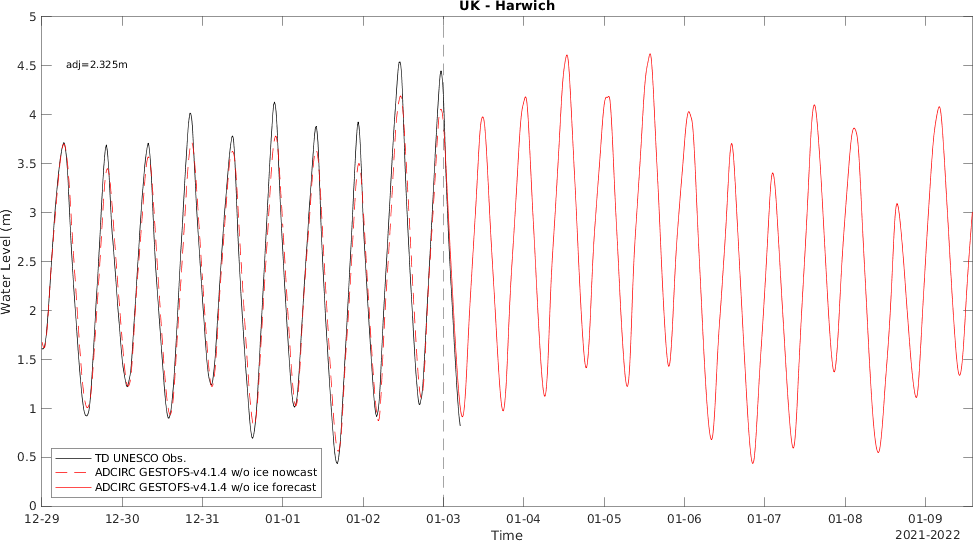 UK - Harwich
5
4.5
4
3.5
3
2.5
2
1.5
1
0.5
0
Water Level (m)
adj=2.325m
TD UNESCO Obs.
ADCIRC GESTOFS-v4.1.4 w/o ice nowcast
ADCIRC GESTOFS-v4.1.4 w/o ice forecast
12-29 12-30 12-31 01-01 01-02 01-03 01-04 01-05 01-06 01-07 01-08 01-09
Time
2021-2022